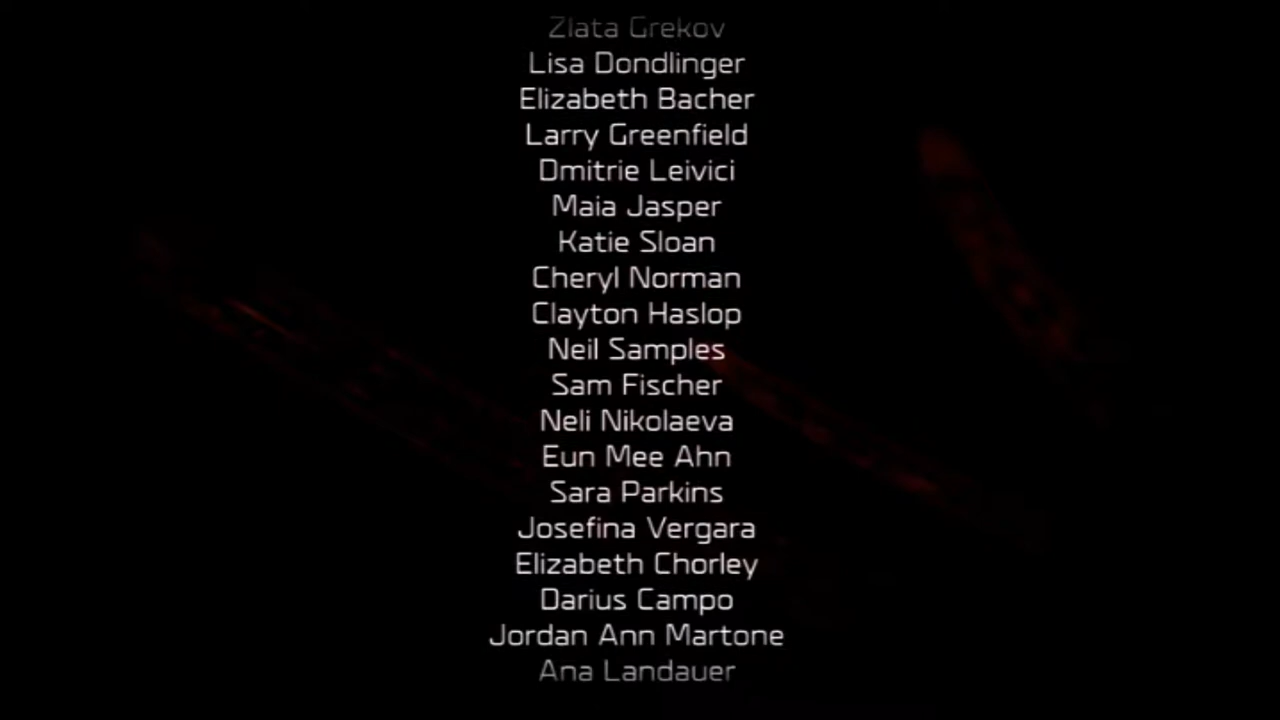 Zlata Grekov
Lisa Dondlinger
Elizabeth Bacher
Larry Greenfield
Dmitrie Leivici
Maia Jasper
Katie Sloan
Cheryl Norman
Clayton Haslop
Neil Samples
Sam Fischer
Neli Nikolaeva
Eun Mee Ahn
Sara Parkins
Josefina Vergara
Elizabeth Chorley
Darius Campo
Jordan Ann Martone
Ana Landauer